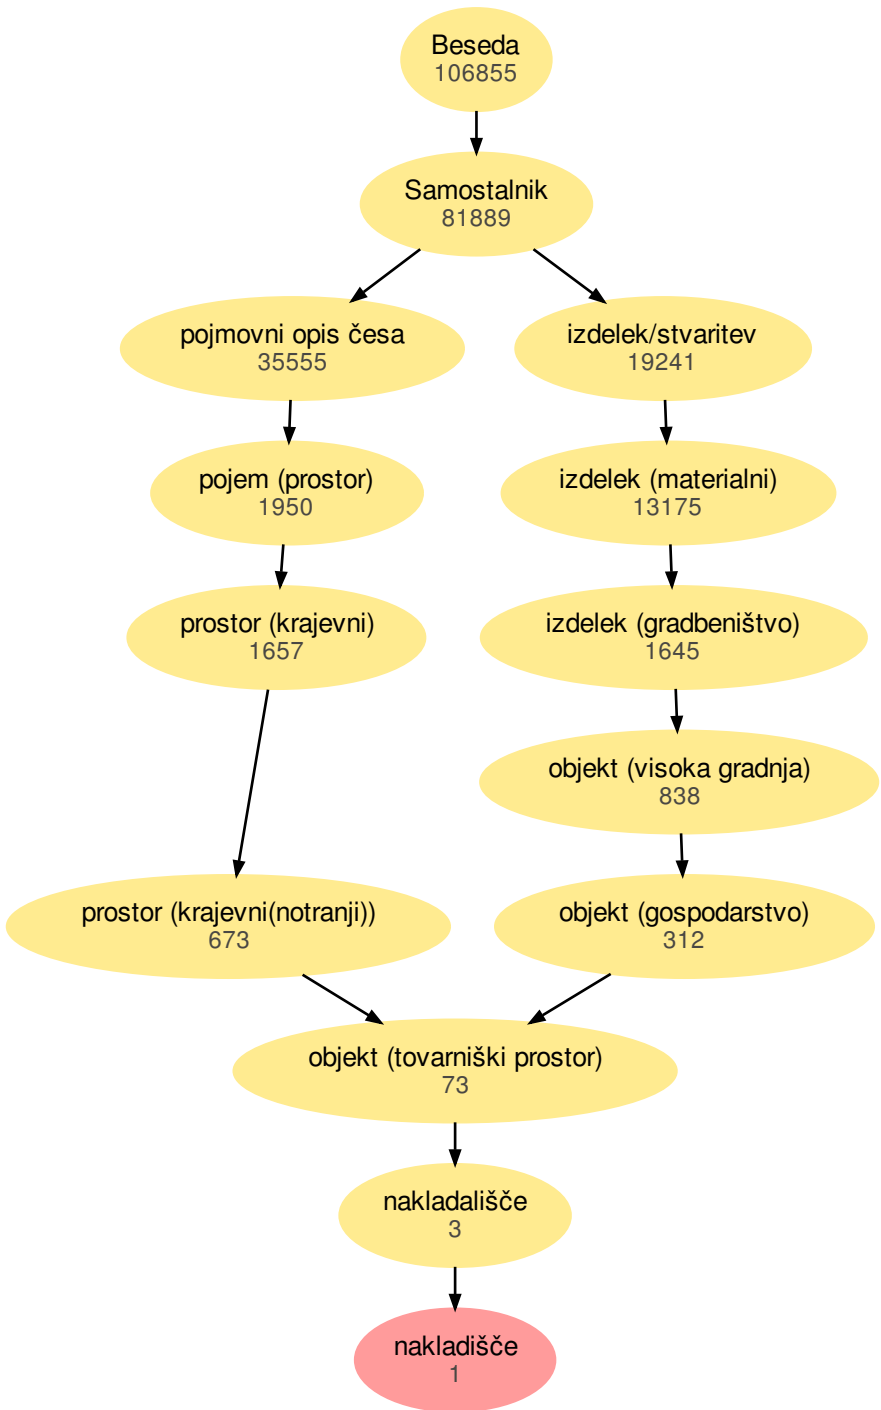 Beseda
106855
Samostalnik
81889
pojmovni opis česa
35555
izdelek/stvaritev
19241
pojem (prostor)
1950
izdelek (materialni)
13175
prostor (krajevni)
1657
izdelek (gradbeništvo)
1645
objekt (visoka gradnja)
838
prostor (krajevni(notranji))
673
objekt (gospodarstvo)
312
objekt (tovarniški prostor)
73
nakladališče
3
nakladišče
1